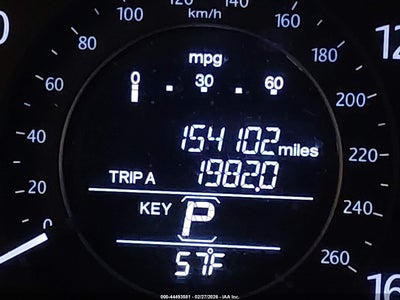 120 140
100 km/h 160
80 180
60 200
40 220
20 240
0 260
mpg
0 30 60
154102 miles
TRIP A 1982.0
KEY P
57°F
000-44493581 - 02/27/2026 - IAA Inc.